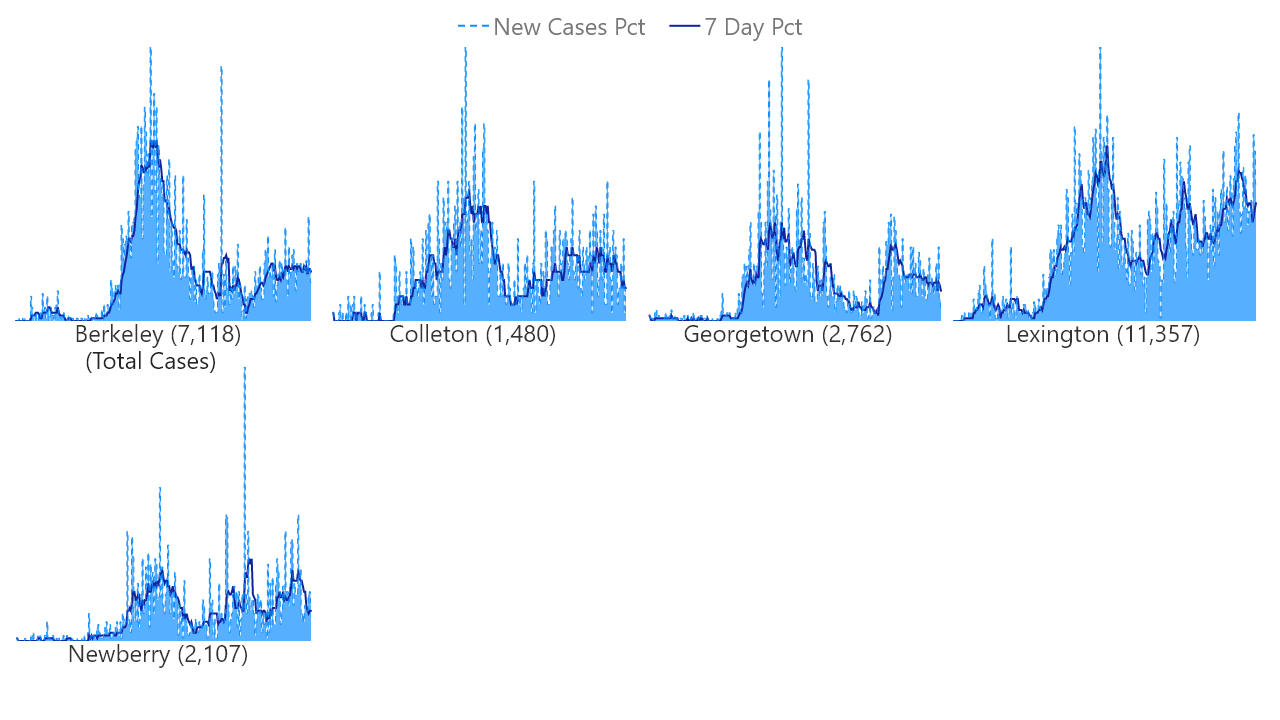 New Cases Pct 7 Day Pct
Berkeley (7,118)
(Total Cases)
Colleton (1,480)
Georgetown (2,762)
Lexington (11,357)
Newberry (2,107)